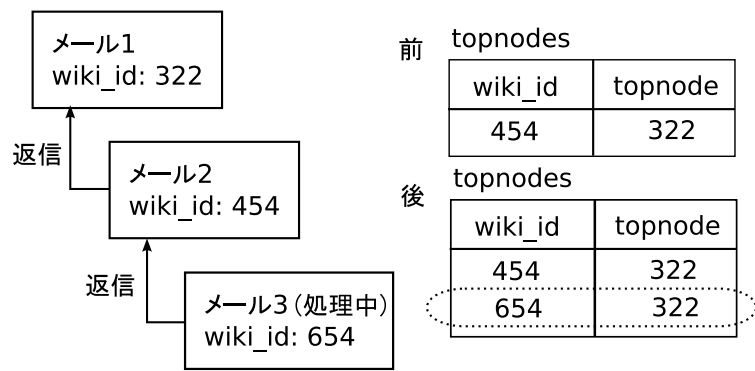 メール1
wiki_id: 322
返信
メール2
wiki_id: 454
返信
メール3(処理中)
wiki_id: 654
前
topnodes
wiki_id topnode
454 322
後
topnodes
wiki_id topnode
454 322
654 322